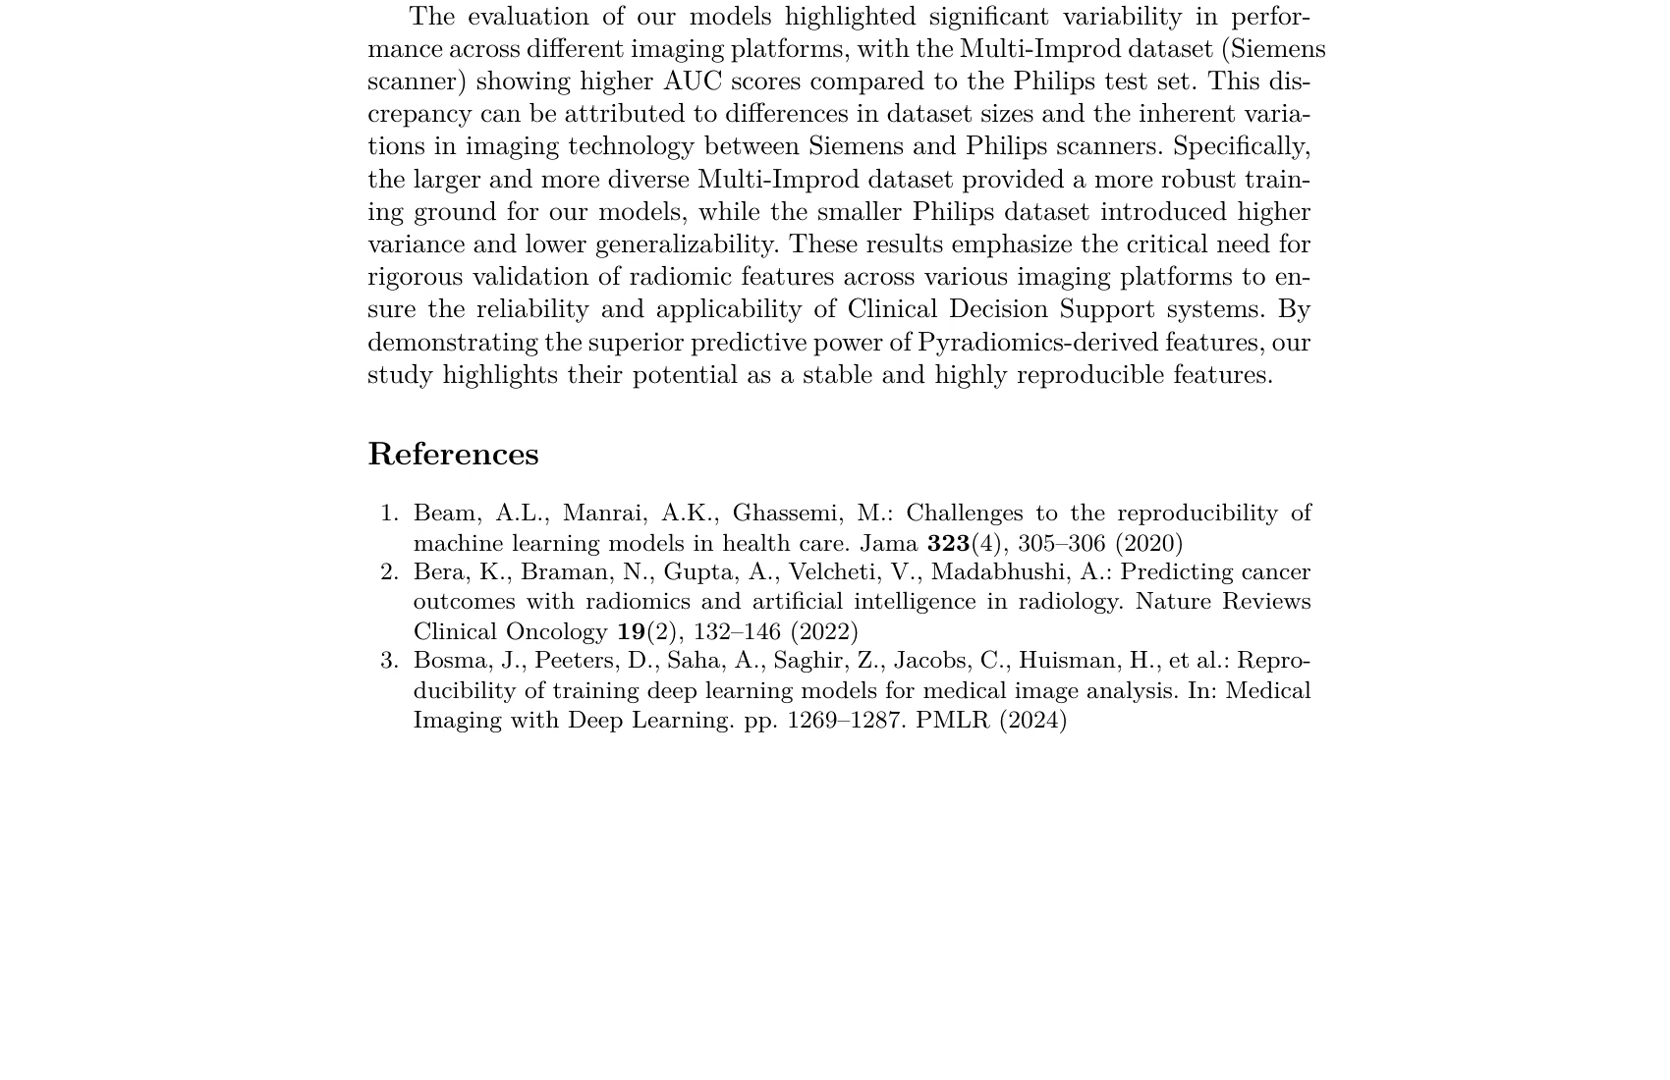 The evaluation of our models highlighted significant variability in perfor-
mance across different imaging platforms, with the Multi-Improd dataset (Siemens
scanner) showing higher AUC scores compared to the Philips test set. This dis-
crepancy can be attributed to differences in dataset sizes and the inherent varia-
tions in imaging technology between Siemens and Philips scanners. Specifically,
the larger and more diverse Multi-Improd dataset provided a more robust train-
ing ground for our models, while the smaller Philips dataset introduced higher
variance and lower generalizability. These results emphasize the critical need for
rigorous validation of radiomic features across various imaging platforms to en-
sure the reliability and applicability of Clinical Decision Support systems. By
demonstrating the superior predictive power of Pyradiomics-derived features, our
study highlights their potential as a stable and highly reproducible features.
References
1. Beam, A.L., Manrai, A.K., Ghassemi, M.: Challenges to the reproducibility of
machine learning models in health care. Jama 323(4), 305–306 (2020)
2. Bera, K., Braman, N., Gupta, A., Velcheti, V., Madabhushi, A.: Predicting cancer
outcomes with radiomics and artificial intelligence in radiology. Nature Reviews
Clinical Oncology 19(2), 132–146 (2022)
3. Bosma, J., Peeters, D., Saha, A., Saghir, Z., Jacobs, C., Huisman, H., et al.: Repro-
ducibility of training deep learning models for medical image analysis. In: Medical
Imaging with Deep Learning. pp. 1269–1287. PMLR (2024)